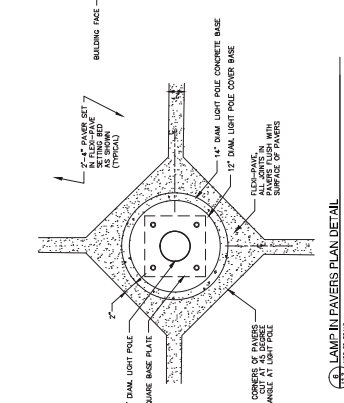 BUILDING FACE
2"-4" PAVER SET
IN FLEXI-PAVE
SETTING BED
AS SHOWN
(TYPICAL)
14" DIAM. LIGHT POLE CONCRETE BASE
12" DIAM. LIGHT POLE COVER BASE
FLEXI-PAVE,
ALL JOINTS IN
PAVERS FLUSH WITH
SURFACE OF PAVERS
2"
" DIAM. LIGHT POLE
QUARE BASE PLATE
CORNERS OF PAVERS
CUT AT 45 DEGREE
ANGLE AT LIGHT POLE
6 LAMP IN PAVERS PLAN DETAIL